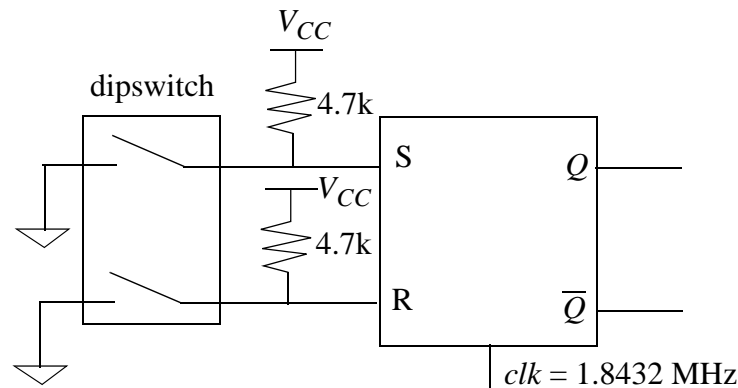 V_CC
dipswitch
4.7k
S
Q
V_CC
4.7k
R
Q̅
clk = 1.8432 MHz